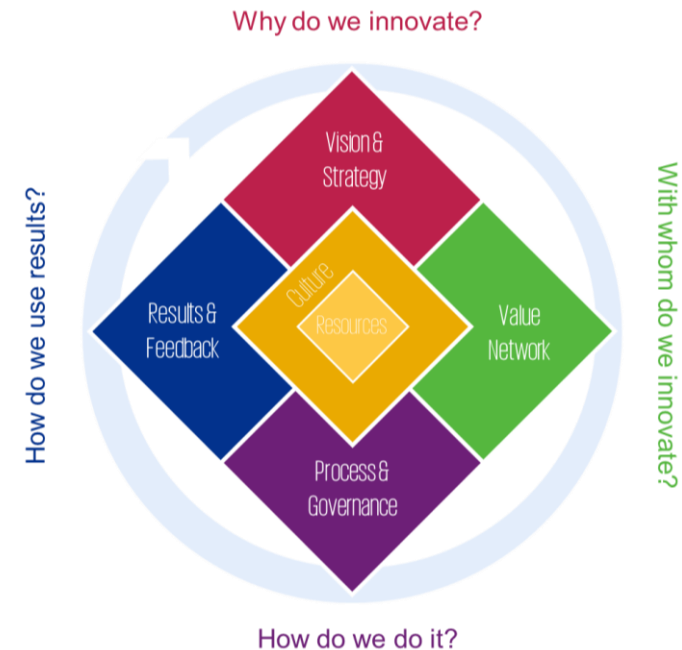 Why do we innovate?
Vision &
Strategy
How do we use results?
Results &
Feedback
Culture
Resources
Value
Network
With whom do we innovate?
Process &
Governance
How do we do it?